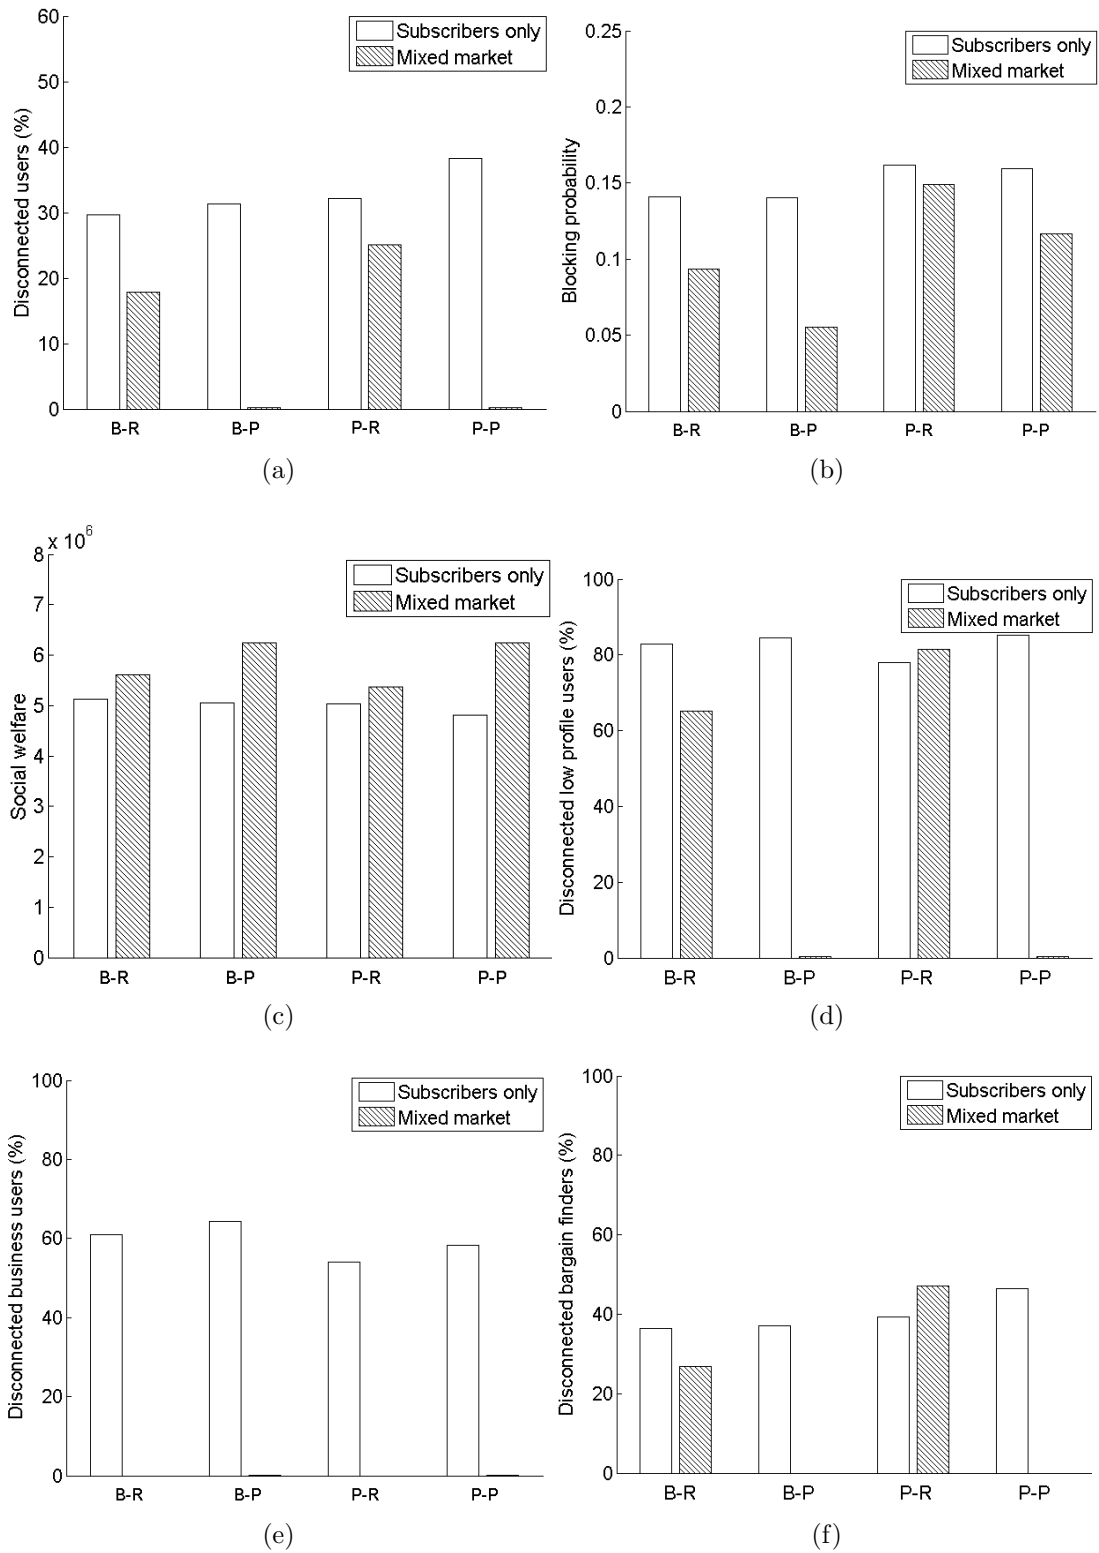 60
50
40
30
20
10
0
Disconnected users (%)
Subscribers only
Mixed market
B-R B-P P-R P-P
(a)
0.25
0.2
0.15
0.1
0.05
0
Blocking probability
Subscribers only
Mixed market
B-R B-P P-R P-P
(b)
x 10^6
8
7
6
5
4
3
2
1
0
Social welfare
Subscribers only
Mixed market
B-R B-P P-R P-P
(c)
100
80
60
40
20
0
Disconnected low profile users (%)
Subscribers only
Mixed market
B-R B-P P-R P-P
(d)
100
80
60
40
20
0
Disconnected business users (%)
Subscribers only
Mixed market
B-R B-P P-R P-P
(e)
100
80
60
40
20
0
Disconnected bargain finders (%)
Subscribers only
Mixed market
B-R B-P P-R P-P
(f)